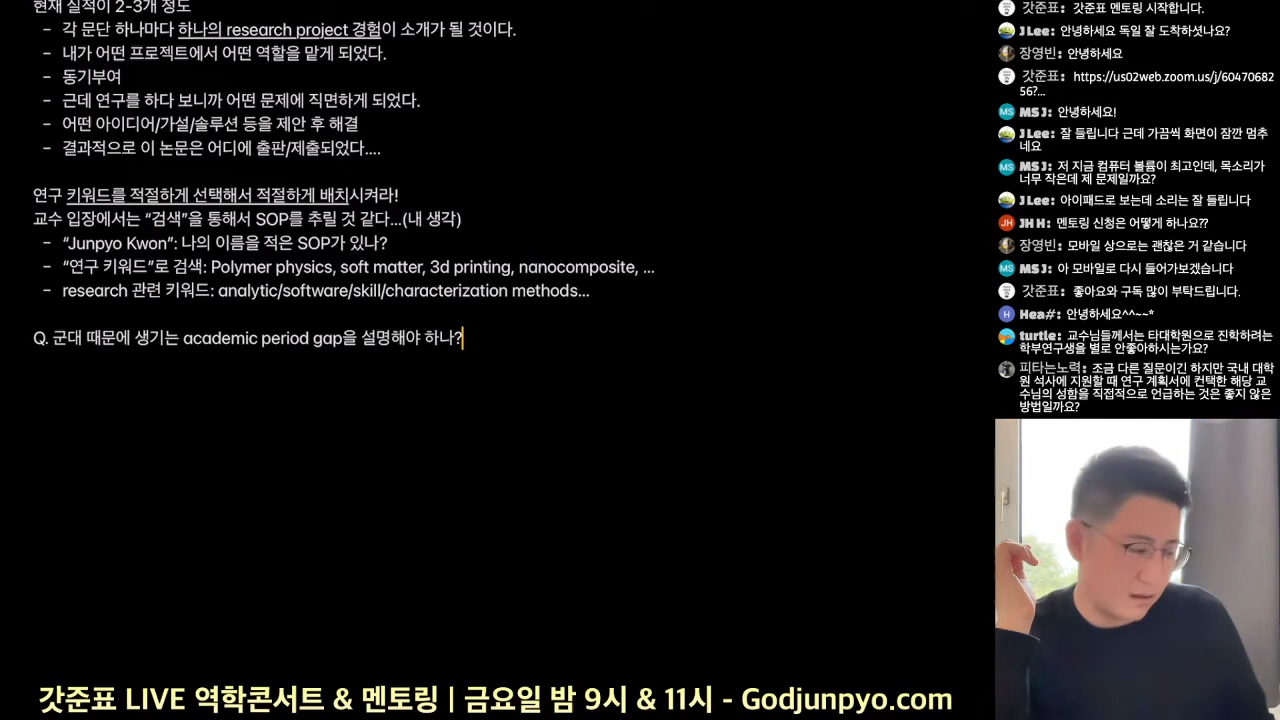 현재 실적이 2-3개 정도
- 각 문단 하나마다 하나의 research project 경험이 소개가 될 것이다.
- 내가 어떤 프로젝트에서 어떤 역할을 맡게 되었다.
- 동기부여
- 근데 연구를 하다 보니까 어떤 문제에 직면하게 되었다.
- 어떤 아이디어/가설/솔루션 등을 제안 후 해결
- 결과적으로 이 논문은 어디에 출판/제출되었다....
연구 키워드를 적절하게 선택해서 적절하게 배치시켜라!
교수 입장에서는 “검색”을 통해서 SOP를 추릴 것 같다...(내 생각)
- “Junpyo Kwon”: 나의 이름을 적은 SOP가 있나?
- “연구 키워드”로 검색: Polymer physics, soft matter, 3d printing, nanocomposite, ...
- research 관련 키워드: analytic/software/skill/characterization methods...
Q. 군대 때문에 생기는 academic period gap을 설명해야 하나?
갓준표: 갓준표 멘토링 시작합니다.
J Lee: 안녕하세요 독일 잘 도착하셧나요?
장영빈: 안녕하세요
갓준표: https://us02web.zoom.us/j/60470682
56?...
MS J: 안녕하세요!
J Lee: 잘 들립니다 근데 가끔씩 화면이 잠깐 멈추
네요
MS J: 저 지금 컴퓨터 볼륨이 최고인데, 목소리가
너무 작은데 제 문제일까요?
J Lee: 아이패드로 보는데 소리는 잘 들립니다
JH H: 멘토링 신청은 어떻게 하나요??
장영빈: 모바일 상으로는 괜찮은 거 같습니다
MS J: 아 모바일로 다시 들어가보겠습니다
갓준표: 좋아요와 구독 많이 부탁드립니다.
Hea#: 안녕하세요^^~~*
turtle: 교수님들께서는 타대학원으로 진학하려는
학부연구생을 별로 안좋아하시는가요?
피타는노력: 조금 다른 질문이긴 하지만 국내 대학
원 석사에 지원할 때 연구 계획서에 컨택한 해당 교
수님의 성함을 직접적으로 언급하는 것은 좋지 않은
방법일까요?
갓준표 LIVE 역학콘서트 & 멘토링 | 금요일 밤 9시 & 11시 - Godjunpyo.com